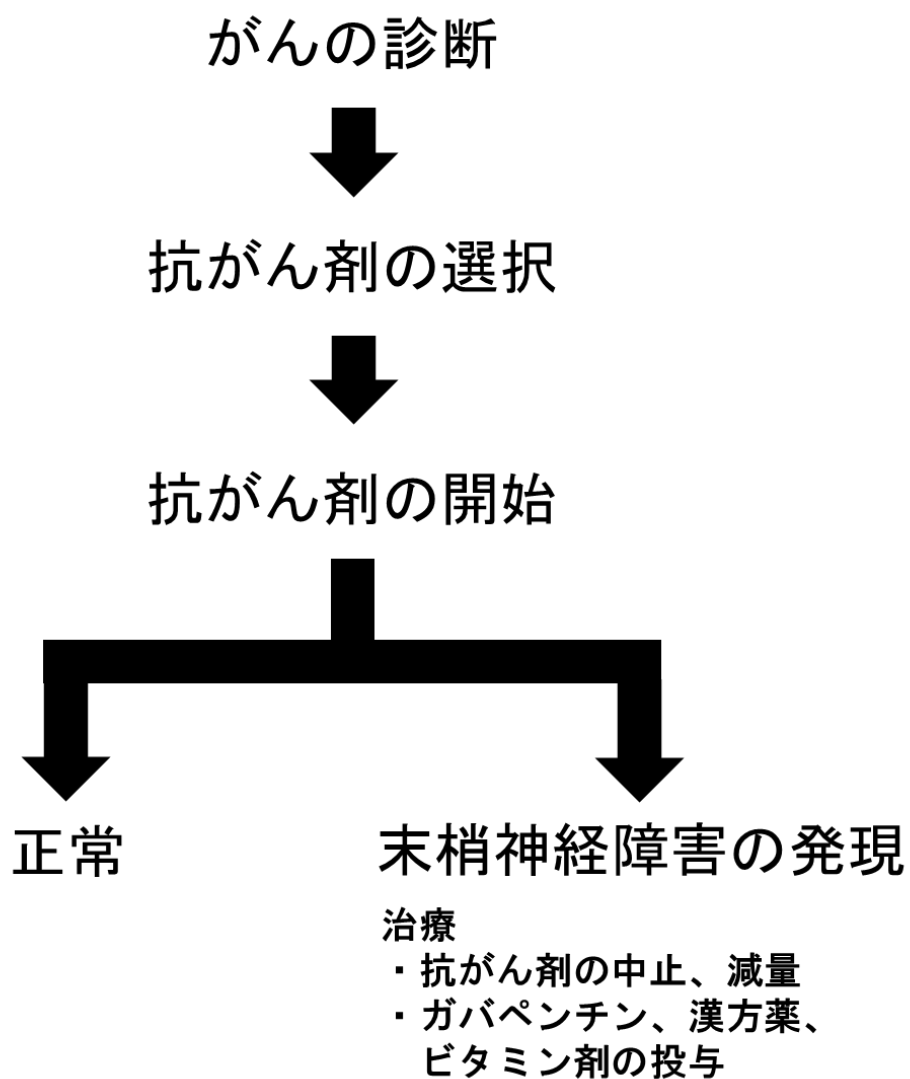 がんの診断
抗がん剤の選択
抗がん剤の開始
正常
末梢神経障害の発現
治療
・抗がん剤の中止、減量
・ガバペンチン、漢方薬、
ビタミン剤の投与